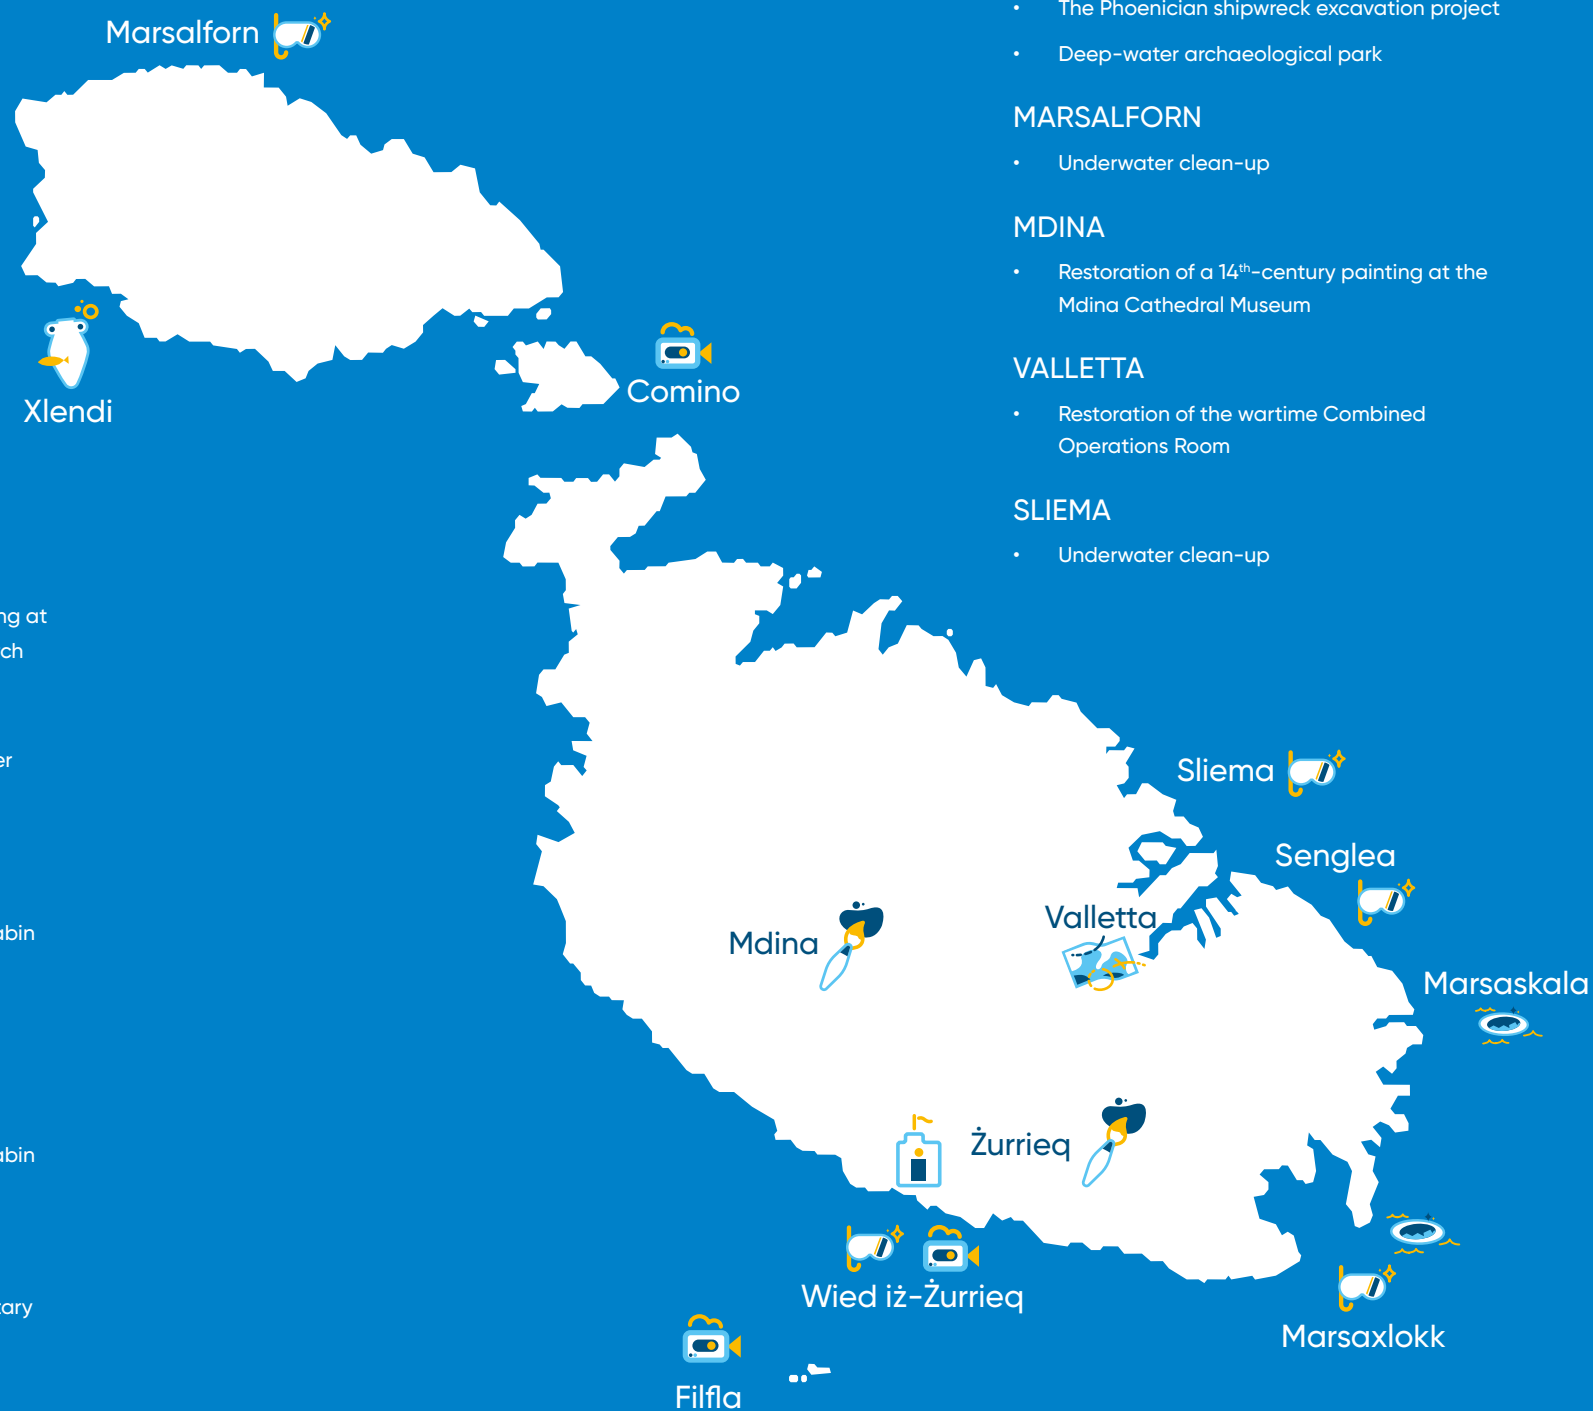 • The Phoenician shipwreck excavation project
• Deep-water archaeological park
MARSALFORN
• Underwater clean-up
MDINA
• Restoration of a 14th-century painting at the
Mdina Cathedral Museum
VALLETTA
• Restoration of the wartime Combined
Operations Room
SLIEMA
• Underwater clean-up
Marsalforn
Xlendi
Comino
Sliema
Senglea
Valletta
Mdina
Marsaskala
Żurrieq
Wied iż-Żurrieq
Marsaxlokk
Filfla